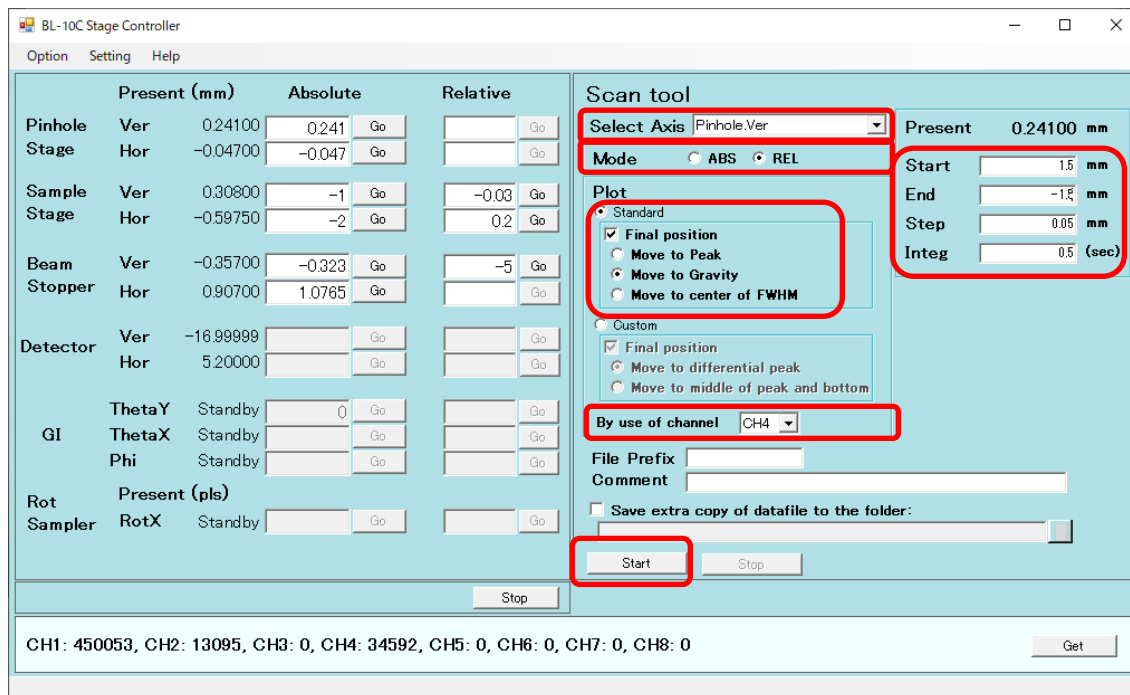 BL-10C Stage Controller
Option Setting Help
Present (mm) Absolute Relative
Pinhole Stage
Ver 0.24100 0.241 Go Go
Hor -0.04700 -0.047 Go Go
Sample Stage
Ver 0.30800 -1 Go -0.03 Go
Hor -0.59750 -2 Go 0.2 Go
Beam Stopper
Ver -0.35700 -0.323 Go -5 Go
Hor 0.90700 1.0765 Go Go
Detector
Ver -16.99999 Go Go
Hor 5.20000 Go Go
GI
ThetaY Standby 0 Go Go
ThetaX Standby Go Go
Phi Standby Go Go
Rot Sampler
Present (pls)
RotX Standby Go Go
Stop
Scan tool
Select Axis Pinhole.Ver
Mode ABS REL
Plot
Standard
Final position
Move to Peak
Move to Gravity
Move to center of FWHM
Custom
Final position
Move to differential peak
Move to middle of peak and bottom
By use of channel CH4
File Prefix
Comment
Save extra copy of datafile to the folder:
Start Stop
Present 0.24100 mm
Start 1.5 mm
End mm
Step 0.05 mm
Integ 0.5 (sec)
CH1: 450053, CH2: 13095, CH3: 0, CH4: 34592, CH5: 0, CH6: 0, CH7: 0, CH8: 0
Get